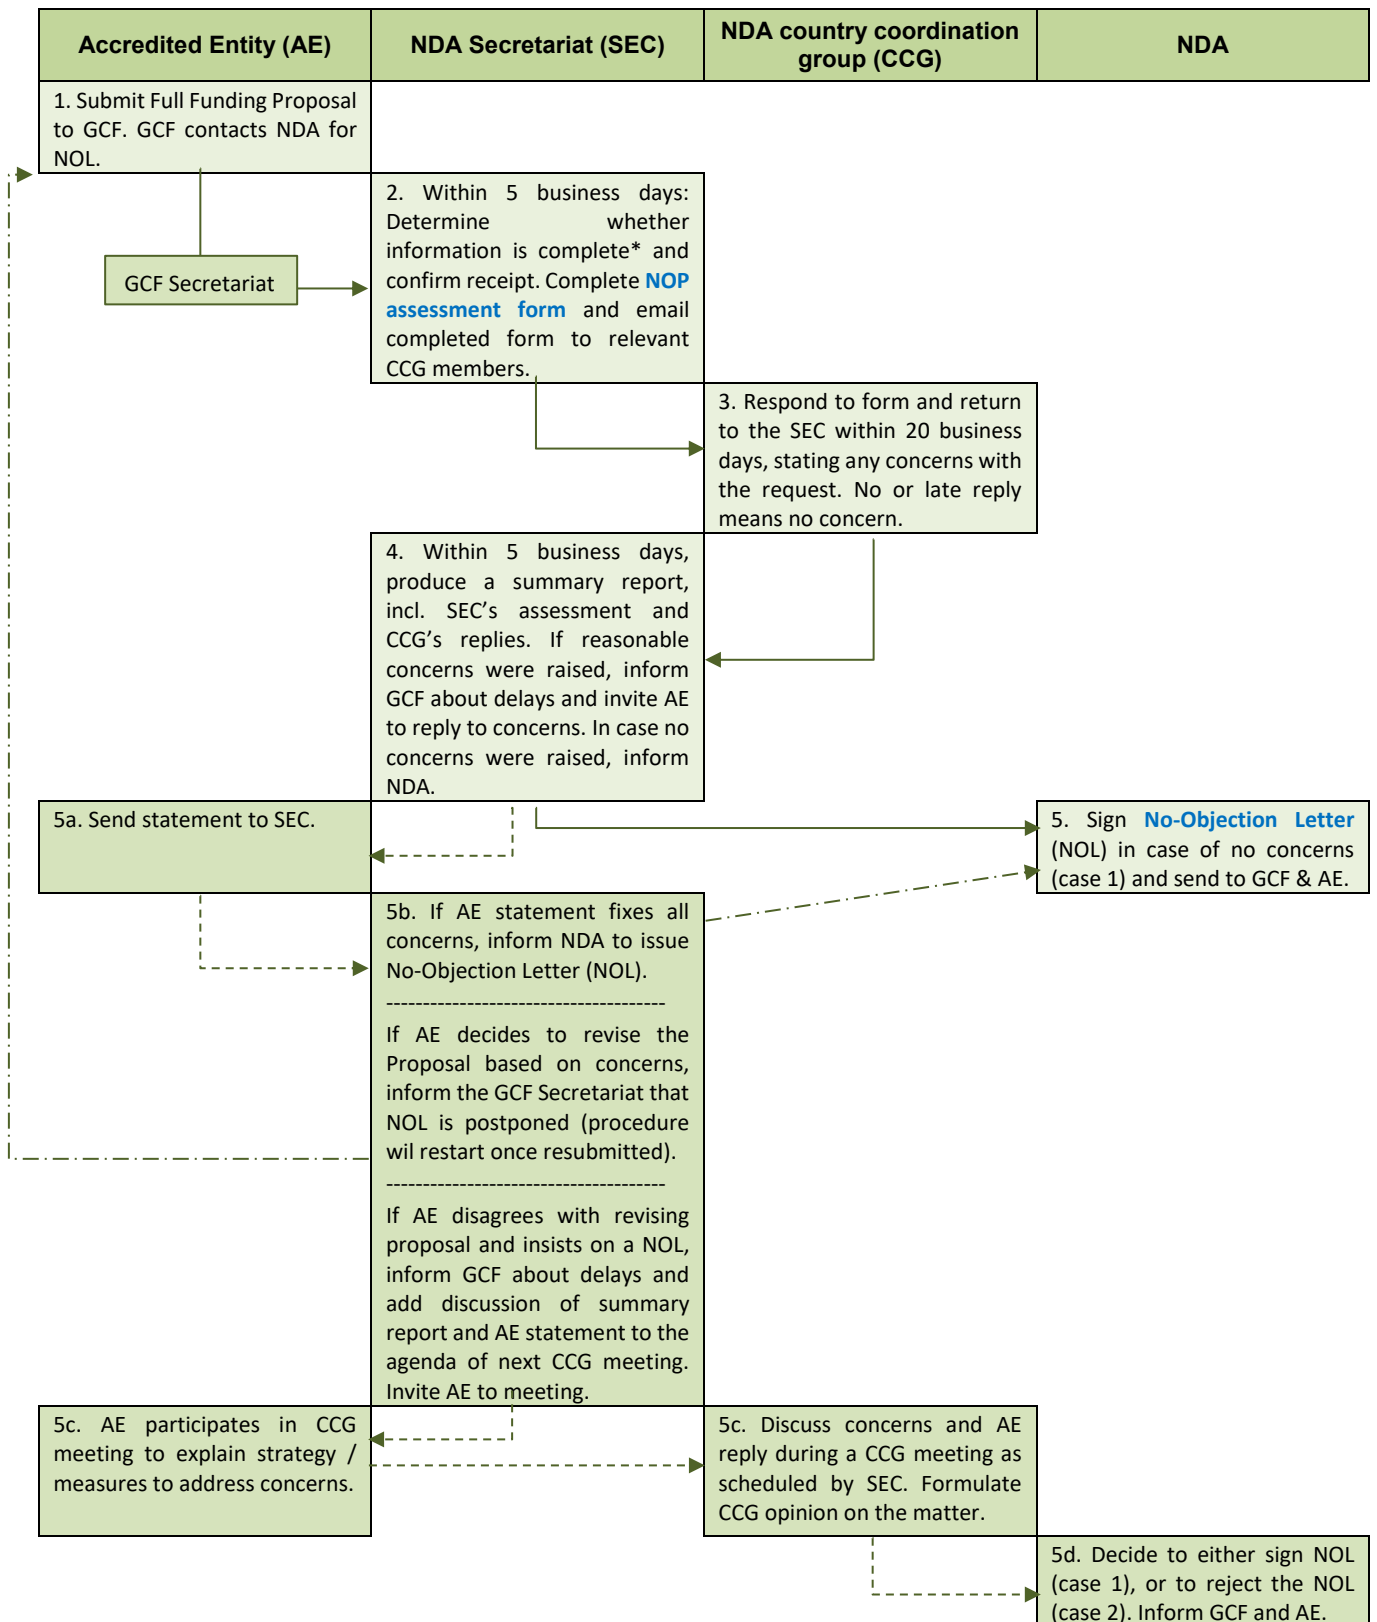 Accredited Entity (AE)
NDA Secretariat (SEC)
NDA country coordination
group (CCG)
NDA
1. Submit Full Funding Proposal
to GCF. GCF contacts NDA for
NOL.
GCF Secretariat
2. Within 5 business days:
Determine whether
information is complete* and
confirm receipt. Complete NOP
assessment form and email
completed form to relevant
CCG members.
3. Respond to form and return
to the SEC within 20 business
days, stating any concerns with
the request. No or late reply
means no concern.
4. Within 5 business days,
produce a summary report,
incl. SEC’s assessment and
CCG’s replies. If reasonable
concerns were raised, inform
GCF about delays and invite AE
to reply to concerns. In case no
concerns were raised, inform
NDA.
5a. Send statement to SEC.
5. Sign No-Objection Letter
(NOL) in case of no concerns
(case 1) and send to GCF & AE.
5b. If AE statement fixes all
concerns, inform NDA to issue
No-Objection Letter (NOL).
--------------------------------------
If AE decides to revise the
Proposal based on concerns,
inform the GCF Secretariat that
NOL is postponed (procedure
wil restart once resubmitted).
--------------------------------------
If AE disagrees with revising
proposal and insists on a NOL,
inform GCF about delays and
add discussion of summary
report and AE statement to the
agenda of next CCG meeting.
Invite AE to meeting.
5c. AE participates in CCG
meeting to explain strategy /
measures to address concerns.
5c. Discuss concerns and AE
reply during a CCG meeting as
scheduled by SEC. Formulate
CCG opinion on the matter.
5d. Decide to either sign NOL
(case 1), or to reject the NOL
(case 2). Inform GCF and AE.